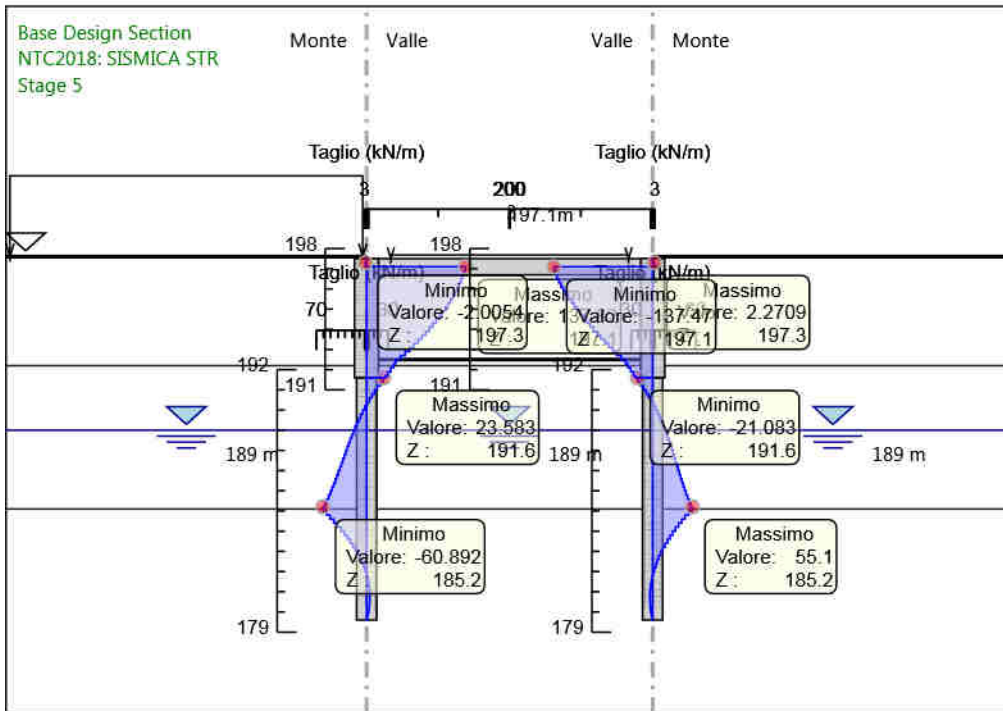 Base Design Section
NTC2018: SISMICA STR
Stage 5
Monte Valle Valle Monte
Taglio (kN/m) Taglio (kN/m)
3 200 3
197.1m
198 198
Taglio (kN/m) Taglio (kN/m)
Minimo
Valore: -2.0054
Z : 197.3
Massimo
Valore: 13
Minimo
Valore: -137.47
Z 197.1
Massimo
2.2709
197.3
70
192 192
191 191
Massimo
Valore: 23.583
Z : 191.6
Minimo
Valore: -21.083
Z : 191.6
189 m 189 m 189 m
Minimo
Valore: -60.892
Z : 185.2
Massimo
Valore: 55.1
Z : 185.2
179 179